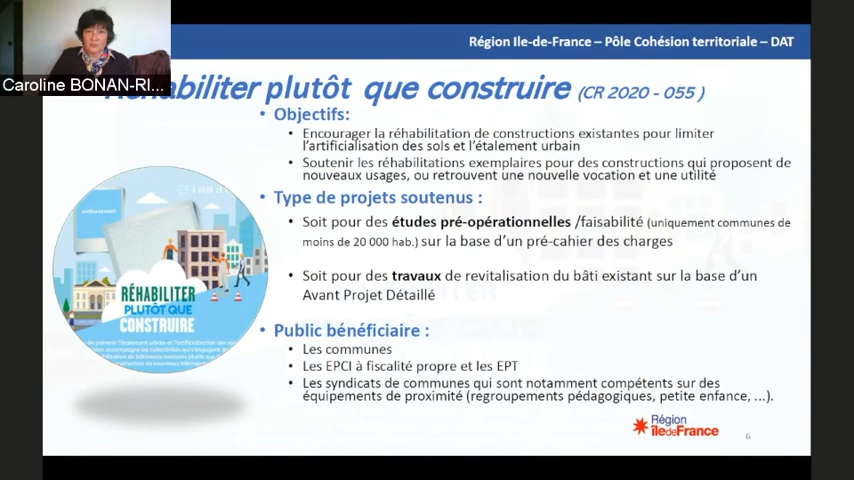 Région Ile-de-France – Pôle Cohésion territoriale – DAT
Caroline BONAN-RI...
Réhabiliter plutôt que construire (CR 2020 - 055 )
• Objectifs:
• Encourager la réhabilitation de constructions existantes pour limiter
l'artificialisation des sols et l'étalement urbain
• Soutenir les réhabilitations exemplaires pour des constructions qui proposent de
nouveaux usages, ou retrouvent une nouvelle vocation et une utilité
• Type de projets soutenus :
• Soit pour des études pré-opérationnelles /faisabilité (uniquement communes de
moins de 20 000 hab.) sur la base d'un pré-cahier des charges
• Soit pour des travaux de revitalisation du bâti existant sur la base d'un
Avant Projet Détaillé
RÉHABILITER
PLUTÔT QUE
CONSTRUIRE
• Public bénéficiaire :
• Les communes
• Les EPCI à fiscalité propre et les EPT
• Les syndicats de communes qui sont notamment compétents sur des
équipements de proximité (regroupements pédagogiques, petite enfance, ...).
Région
îledeFrance
6